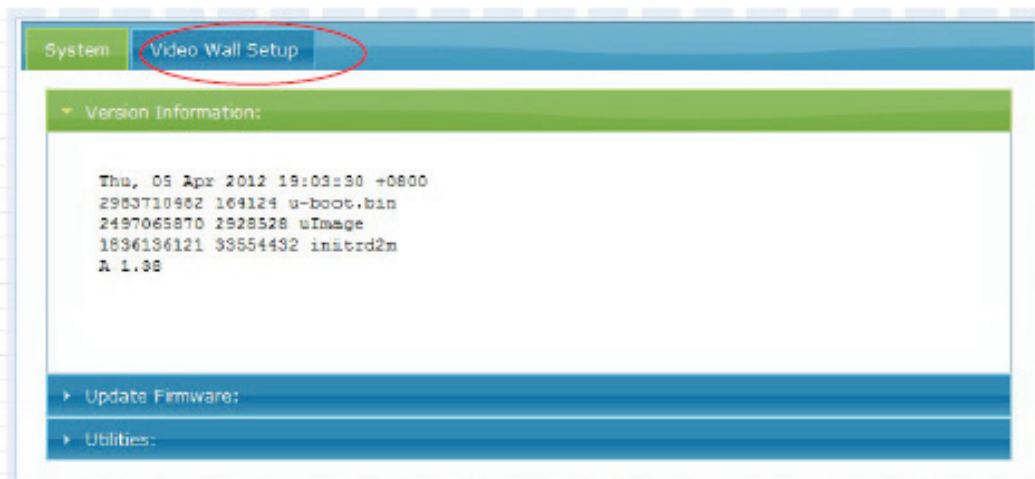 System Video Wall Setup
Version Information:
Thu, 05 Apr 2012 19:03:30 +0800
2983710482 164124 u-boot.bin
2497065870 2928528 uImage
1836136121 33554432 initrd2m
A 1.38
Update Firmware:
Utilities: